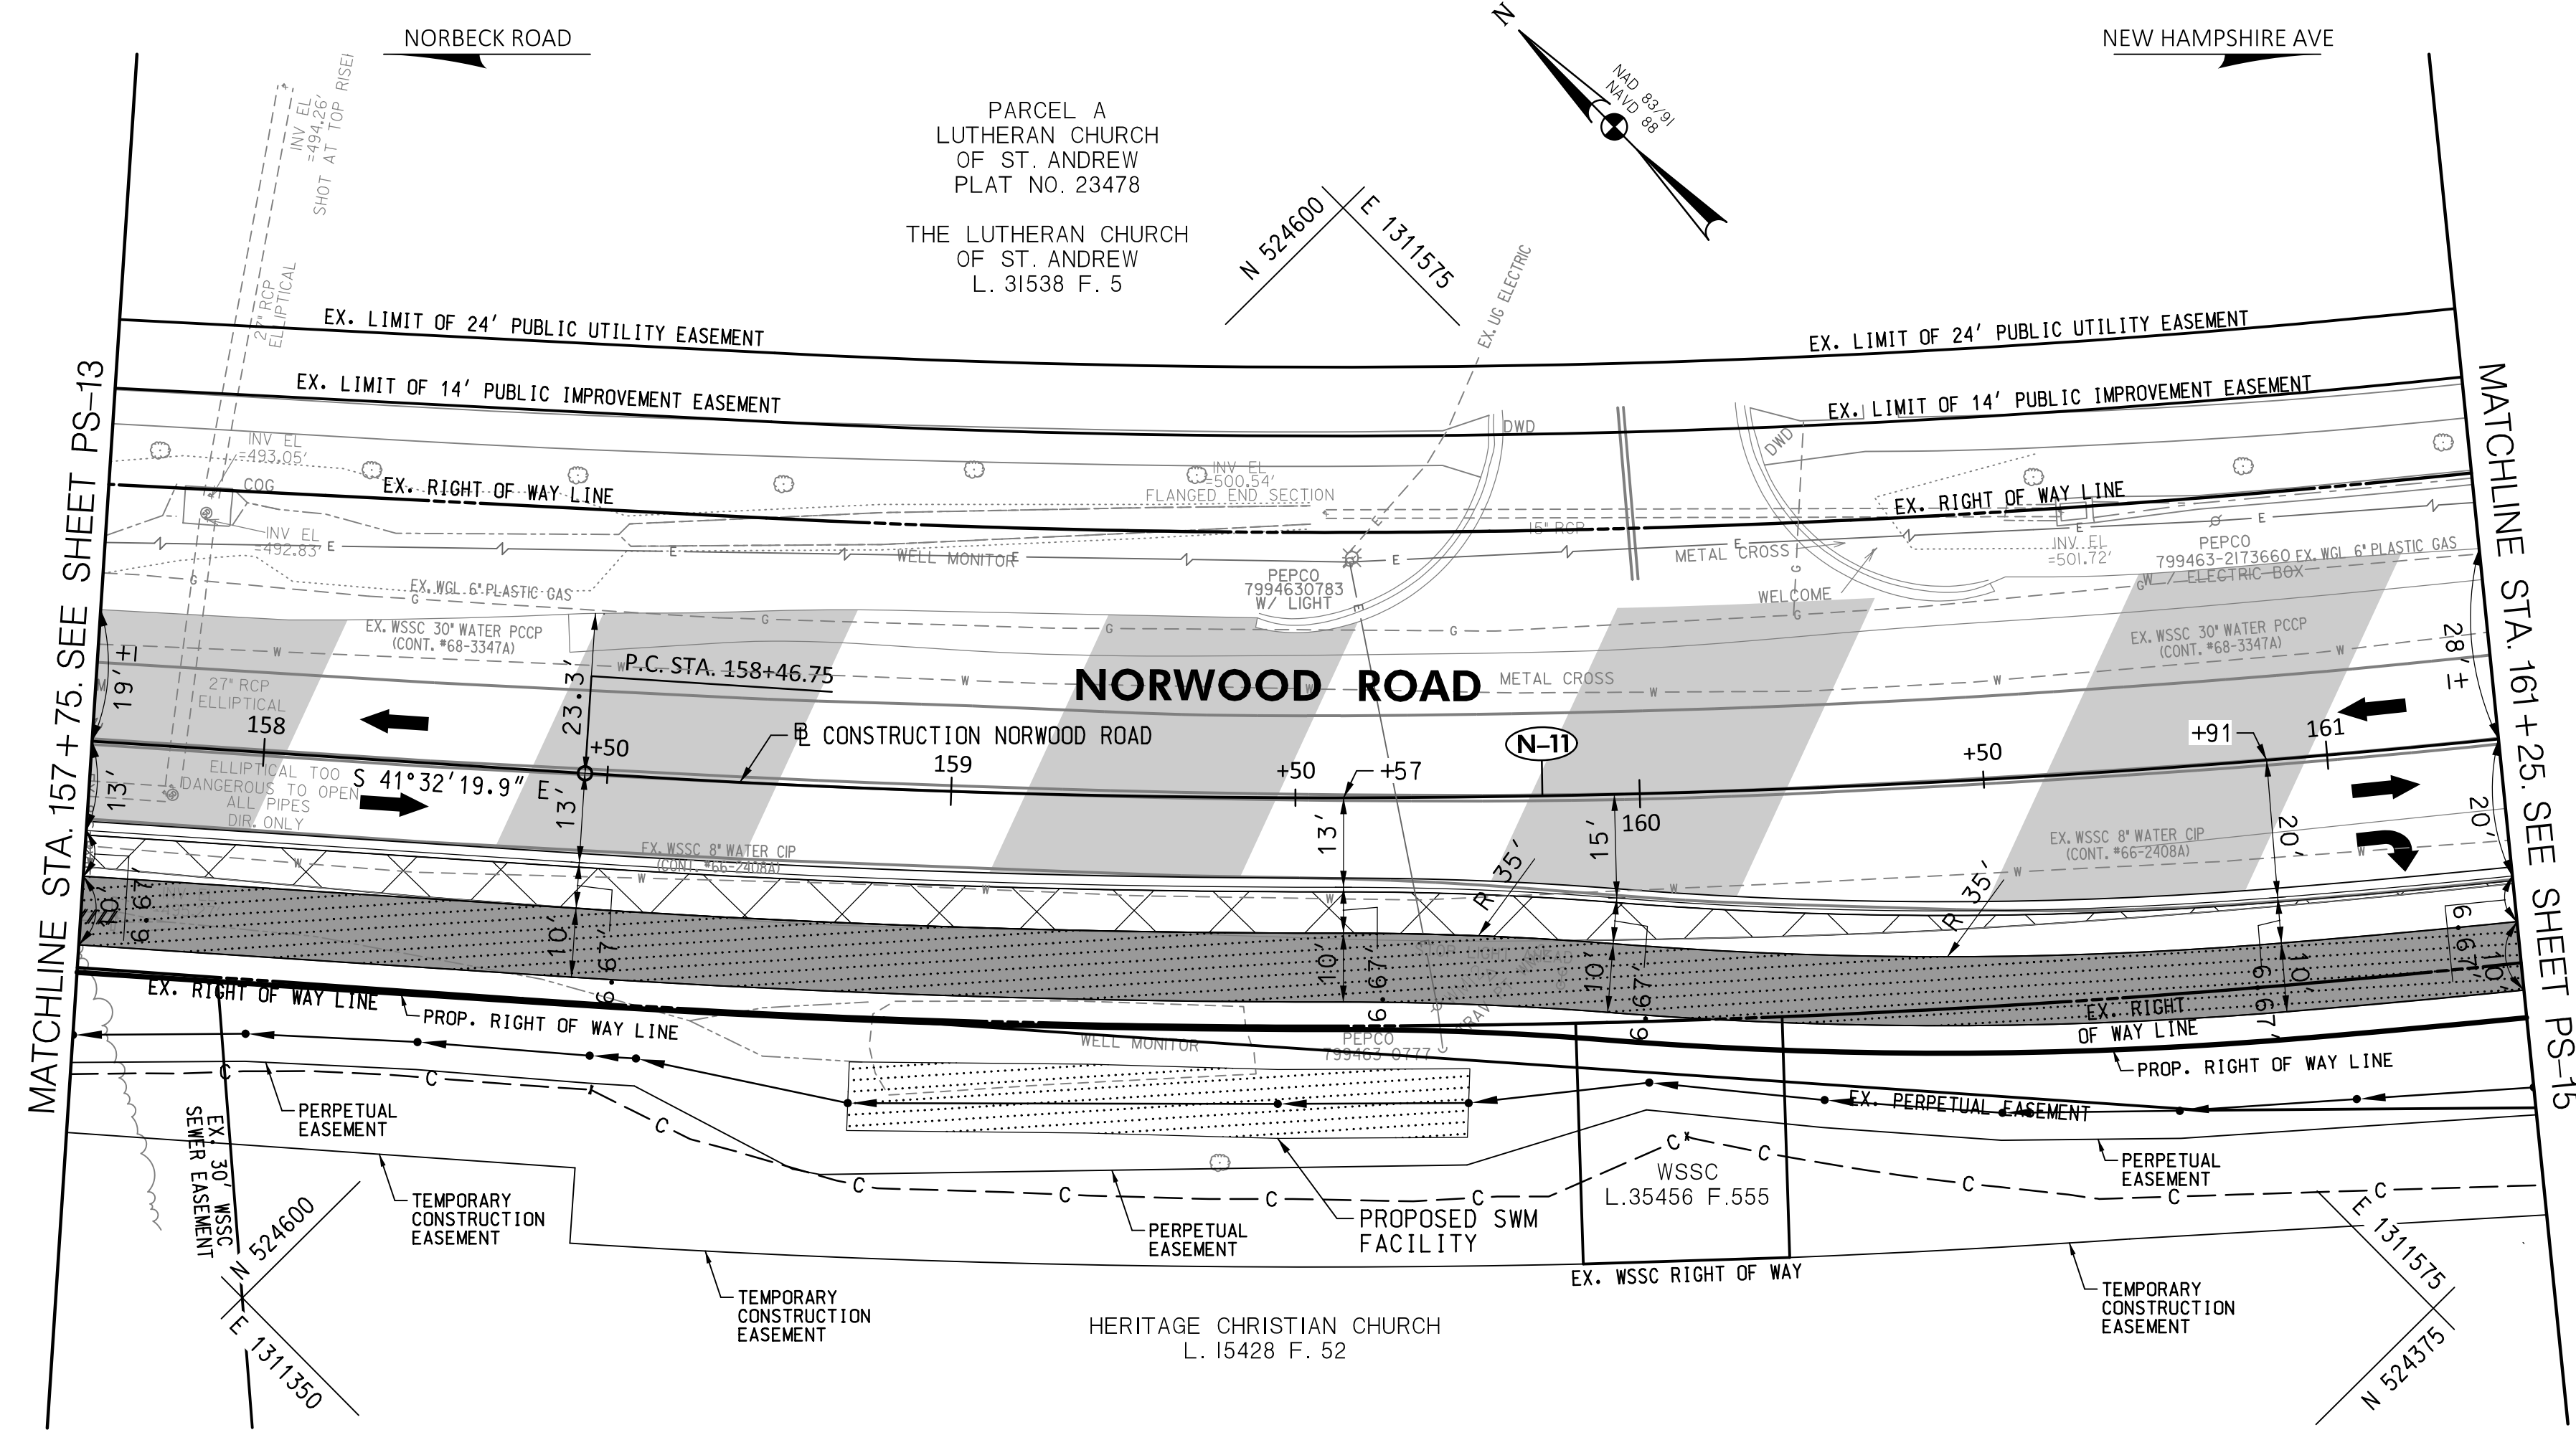 NORBECK ROAD
NEW HAMPSHIRE AVE
N
NAD 83/91
NAVD 88
INV EL
=494.26'
SHOT AT TOP RISER
27" RCP
ELLIPTICAL
PARCEL A
LUTHERAN CHURCH
OF ST. ANDREW
PLAT NO. 23478
THE LUTHERAN CHURCH
OF ST. ANDREW
L. 31538 F. 5
N 524600
E 1311575
EX. UG ELECTRIC
EX. LIMIT OF 24' PUBLIC UTILITY EASEMENT
EX. LIMIT OF 24' PUBLIC UTILITY EASEMENT
EX. LIMIT OF 14' PUBLIC IMPROVEMENT EASEMENT
EX. LIMIT OF 14' PUBLIC IMPROVEMENT EASEMENT
MATCHLINE STA. 157+75. SEE SHEET PS-13
MATCHLINE STA. 161+25. SEE SHEET PS-15
DWD
DWD
INV EL
=493.05'
COG
EX. RIGHT OF WAY LINE
INV EL
=500.54'
FLANGED END SECTION
EX. RIGHT OF WAY LINE
INV EL
=492.83'
E
E
WELL MONITOR
E
E
E
15" RCP
E
METAL CROSS
E
E
INV EL
=501.72'
PEPCO
799463-2173660
W / ELECTRIC BOX
EX. WGL 6" PLASTIC GAS
G
G
EX. WGL 6" PLASTIC GAS
G
G
G
G
G
G
PEPCO
7994630783
W/ LIGHT
E
WELCOME
EX. WSSC 30" WATER PCCP
(CONT. #68-3347A)
EX. WSSC 30" WATER PCCP
(CONT. #68-3347A)
W
W
W
W
W
W
W
19' ±
28' ±
23.3'
P.C. STA. 158+46.75
NORWOOD ROAD
METAL CROSS
27" RCP
ELLIPTICAL
158
+50
BL CONSTRUCTION NORWOOD ROAD
159
+50
+57
N-11
160
+50
+91
161
S 41°32'19.9" E
ELLIPTICAL TOO
DANGEROUS TO OPEN
ALL PIPES
DIR. ONLY
13'
13'
13'
15'
20'
20'
R 35'
R 35'
EX. WSSC 8" WATER CIP
(CONT. #66-2408A)
EX. WSSC 8" WATER CIP
(CONT. #66-2408A)
W
W
W
W
W
W
W
10'
6.67'
10'
6.67'
10'
6.67'
10'
6.67'
10'
6.67'
10'
6.67'
EX. RIGHT OF WAY LINE
PROP. RIGHT OF WAY LINE
EX. RIGHT
OF WAY LINE
PROP. RIGHT OF WAY LINE
WELL MONITOR
PEPCO
799463-0777
EX. PERPETUAL EASEMENT
C
C
C
C
C
C
C
C
C
C
C
PERPETUAL
EASEMENT
PERPETUAL
EASEMENT
PERPETUAL
EASEMENT
EX. 30' WSSC
SEWER EASEMENT
TEMPORARY
CONSTRUCTION
EASEMENT
TEMPORARY
CONSTRUCTION
EASEMENT
TEMPORARY
CONSTRUCTION
EASEMENT
PROPOSED SWM
FACILITY
WSSC
L.35456 F.555
EX. WSSC RIGHT OF WAY
N 524600
E 1311350
E 1311575
N 524375
HERITAGE CHRISTIAN CHURCH
L. 15428 F. 52